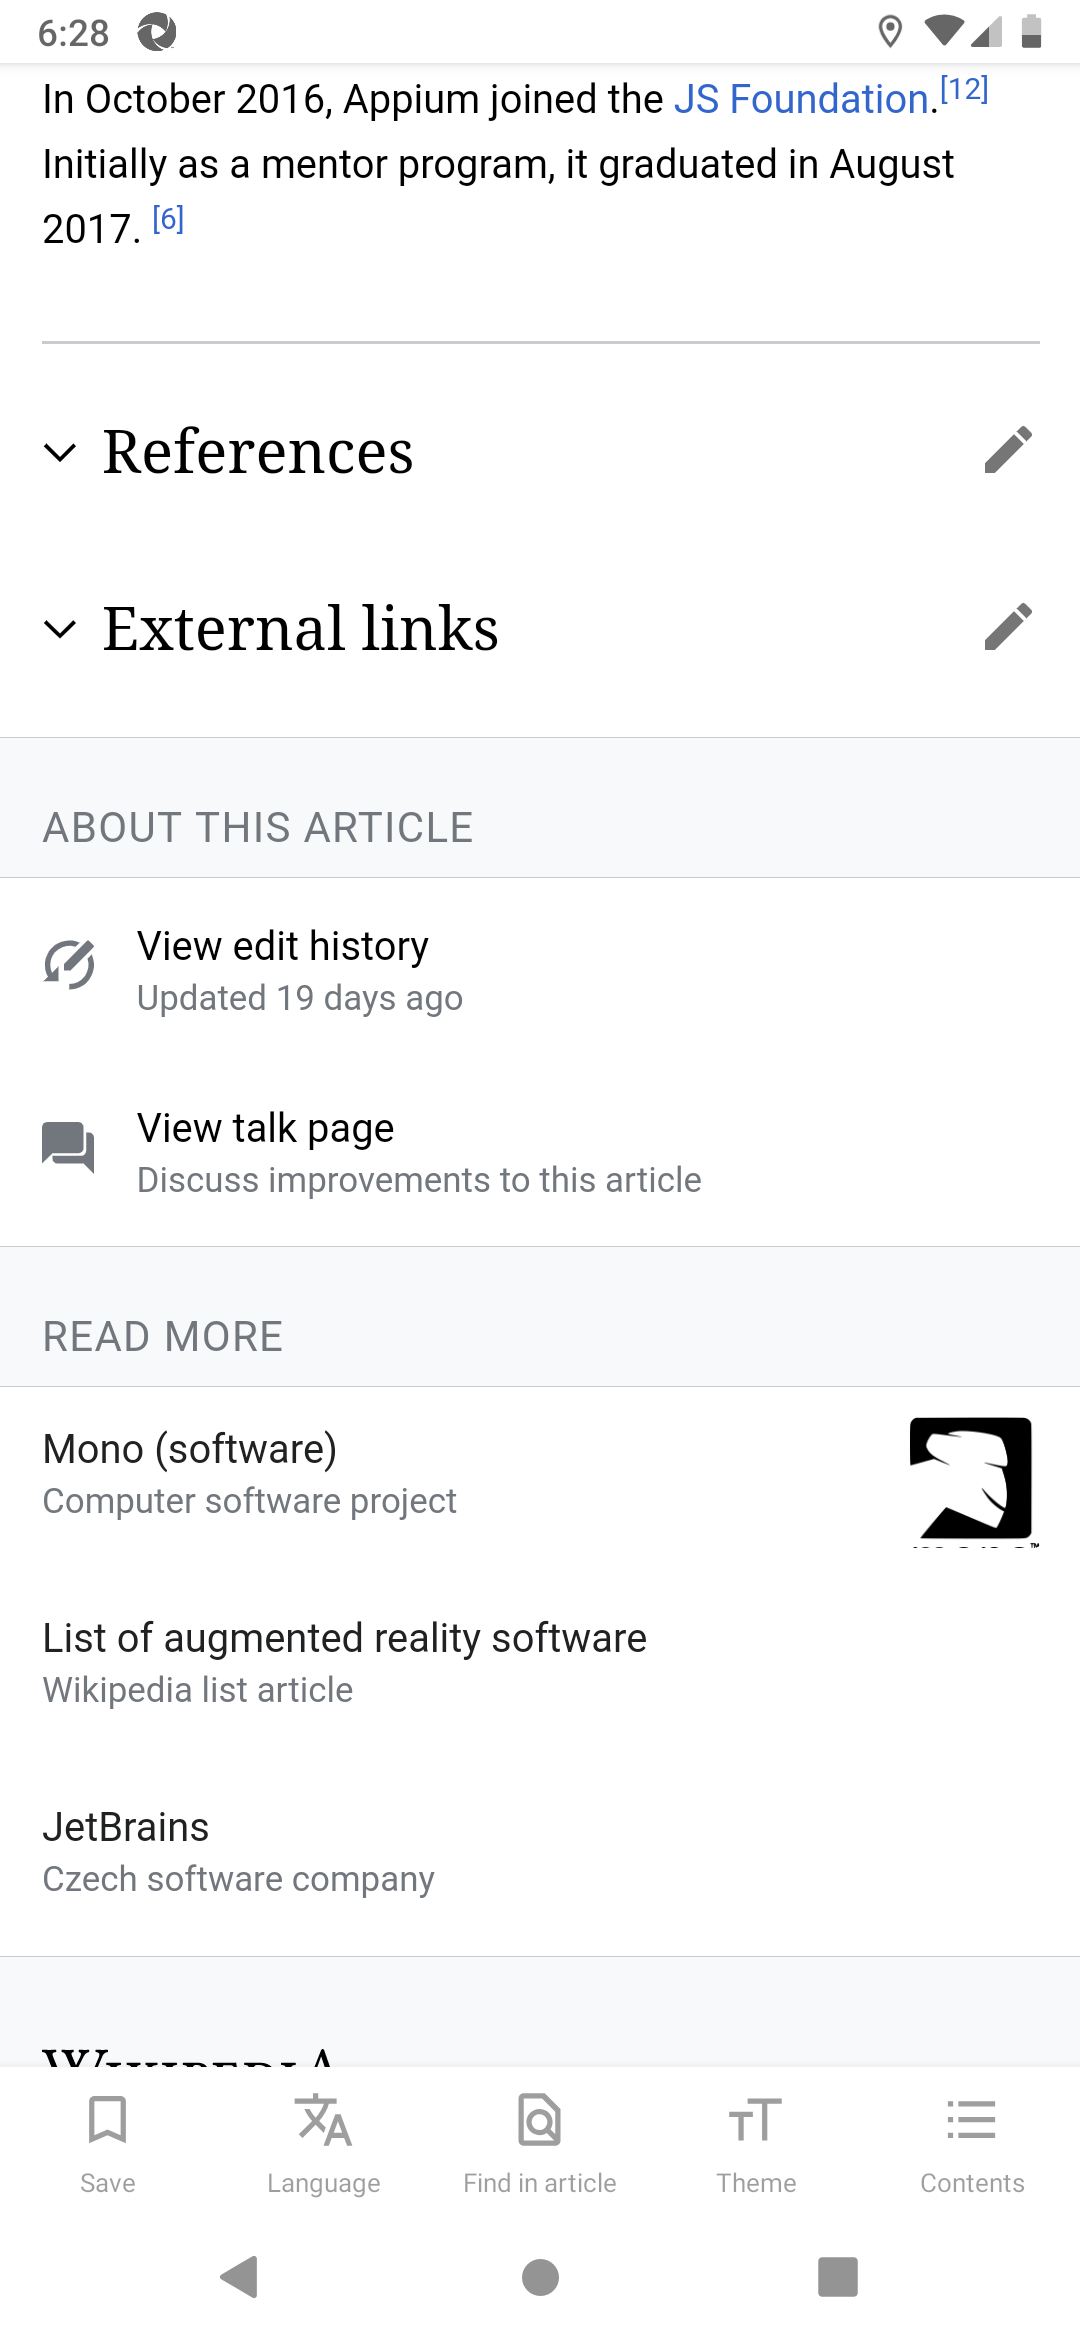 6:28
In October 2016, Appium joined the JS Foundation.[12]
Initially as a mentor program, it graduated in August
2017. [6]
References
External links
ABOUT THIS ARTICLE
View edit history
Updated 19 days ago
View talk page
Discuss improvements to this article
READ MORE
Mono (software)
Computer software project
List of augmented reality software
Wikipedia list article
JetBrains
Czech software company
WIKIPEDIA
Save
Language
Find in article
Theme
Contents